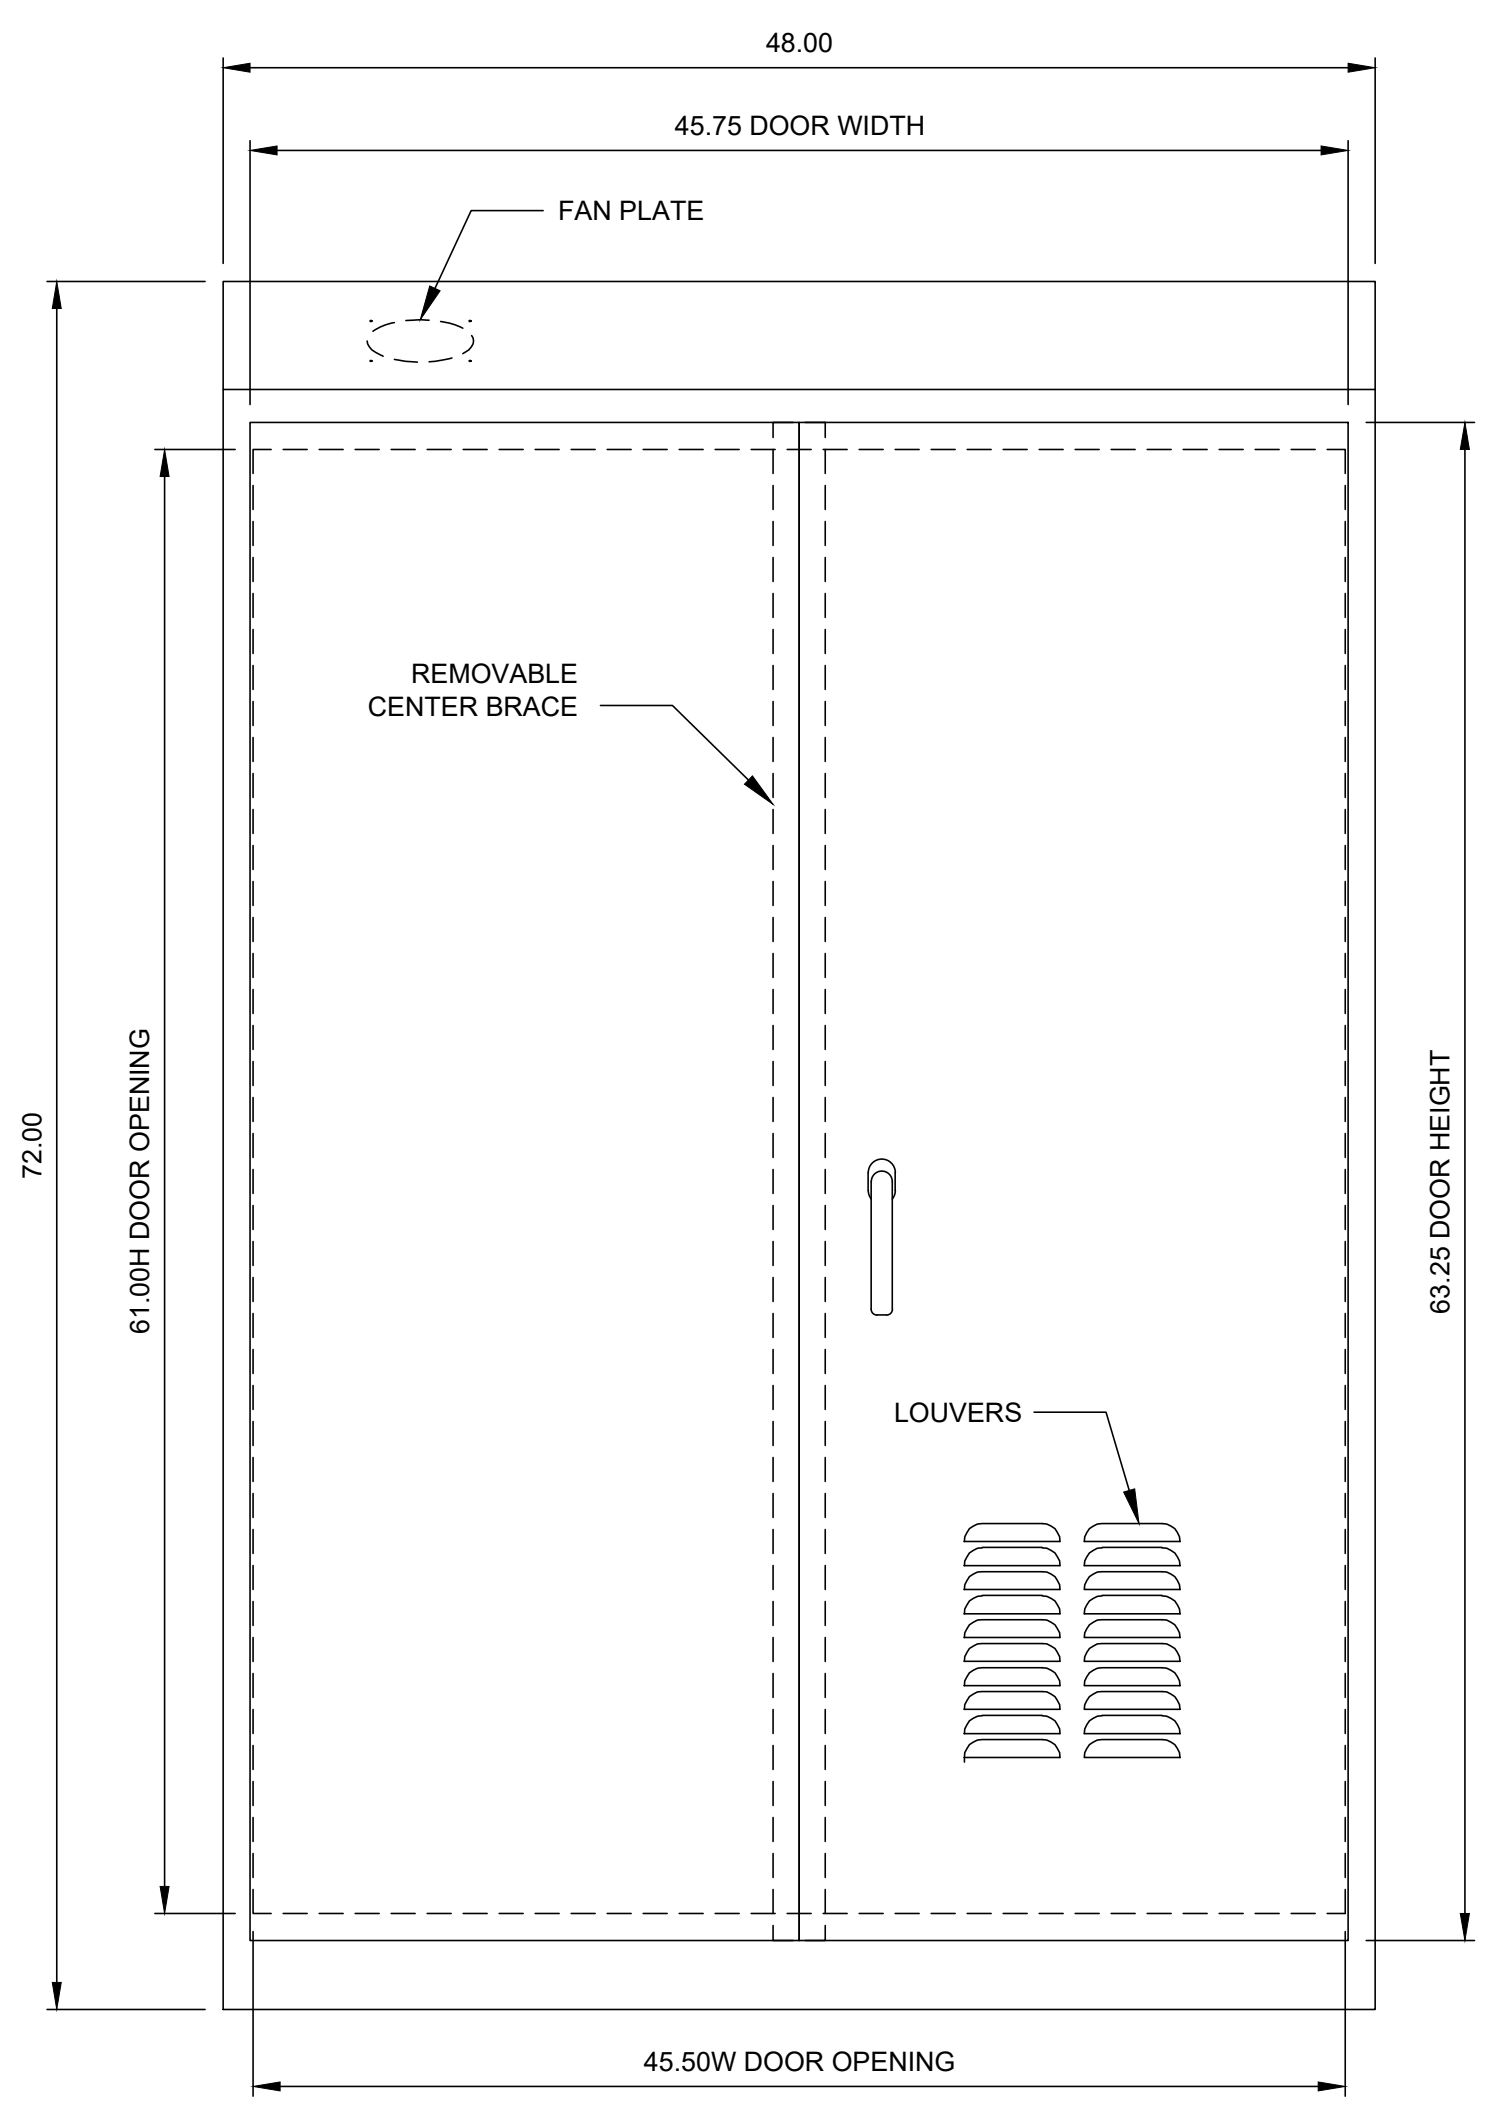 48.00
45.75 DOOR WIDTH
FAN PLATE
REMOVABLE
CENTER BRACE
72.00
61.00H DOOR OPENING
63.25 DOOR HEIGHT
LOUVERS
45.50W DOOR OPENING